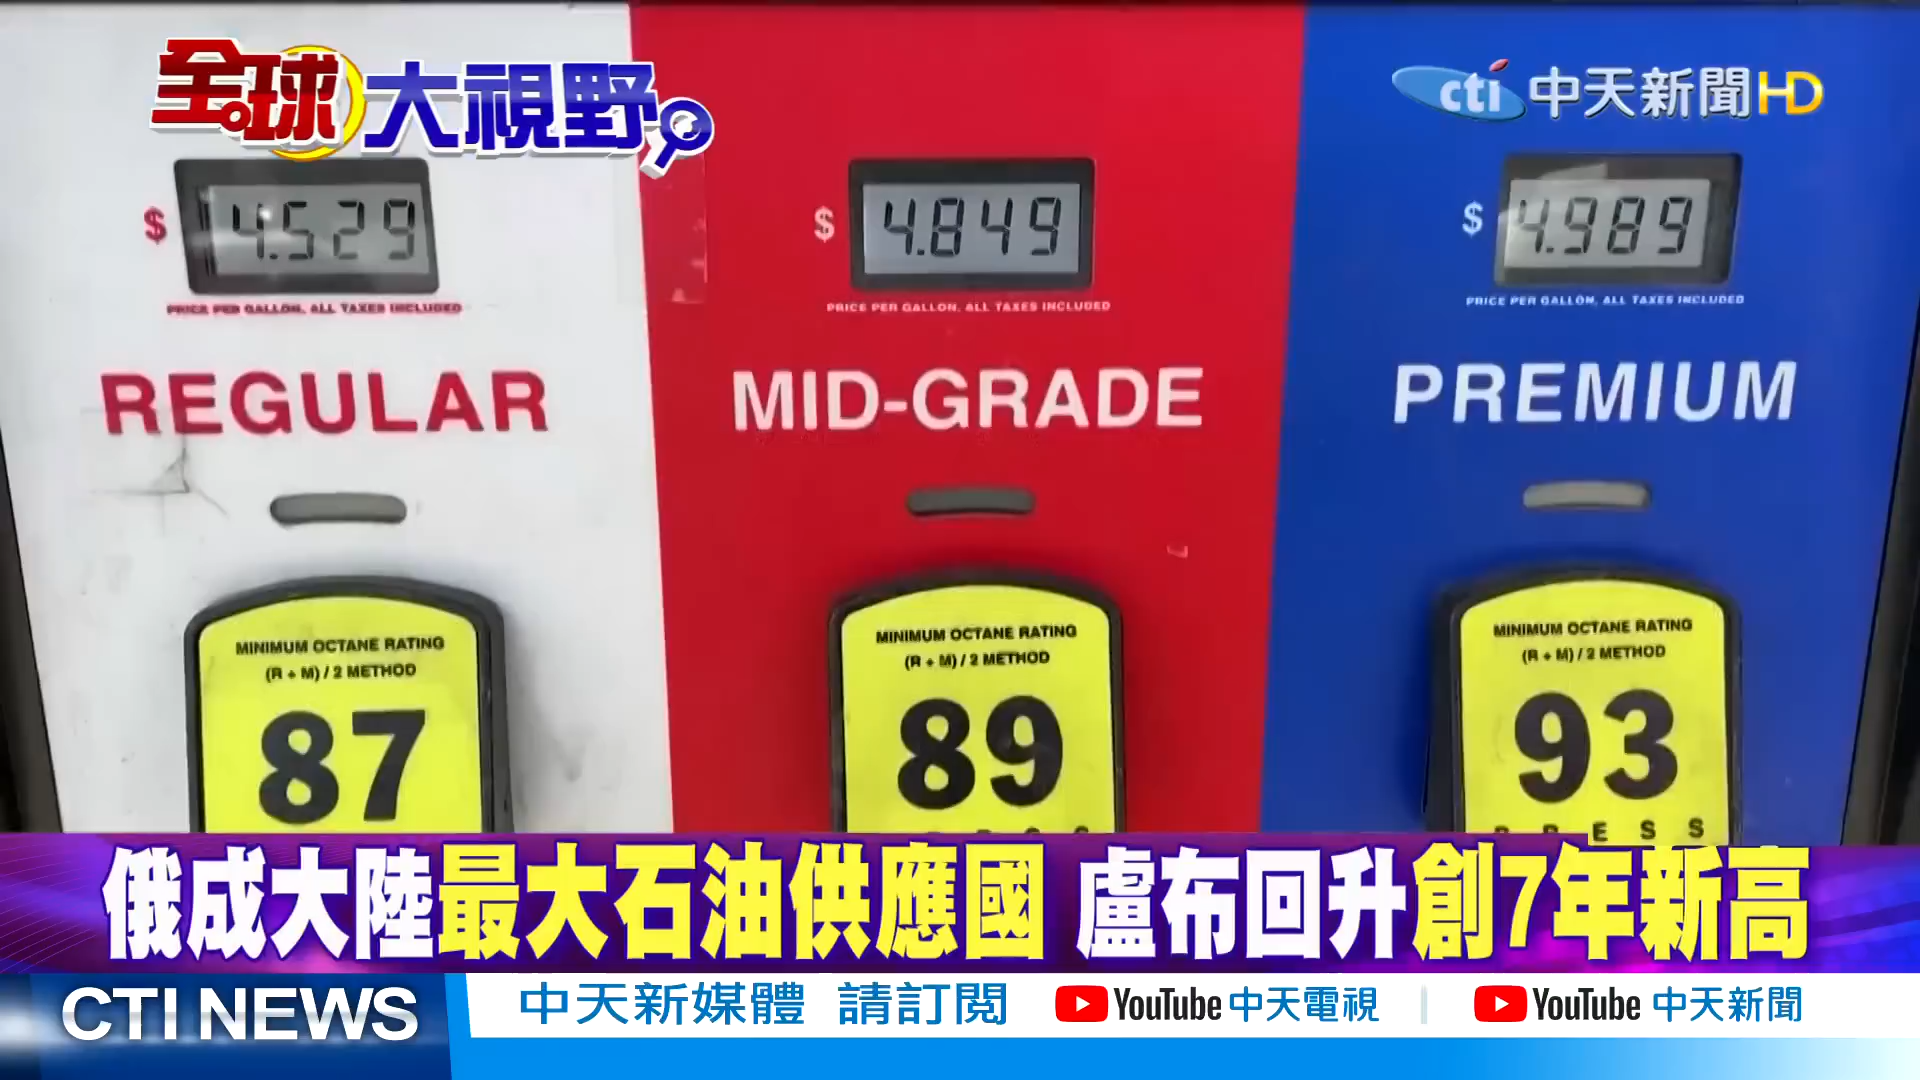 全球大視野
cti 中天新聞HD
$ 4.529
$ 4.849
$ 4.989
PRICE PER GALLON, ALL TAXES INCLUDED
PRICE PER GALLON, ALL TAXES INCLUDED
PRICE PER GALLON, ALL TAXES INCLUDED
REGULAR
MID-GRADE
PREMIUM
MINIMUM OCTANE RATING
(R + M) / 2 METHOD
87
MINIMUM OCTANE RATING
(R + M) / 2 METHOD
89
MINIMUM OCTANE RATING
(R + M) / 2 METHOD
93
俄成大陸最大石油供應國 盧布回升創7年新高
CTI NEWS
中天新媒體 請訂閱 YouTube 中天電視 | YouTube 中天新聞